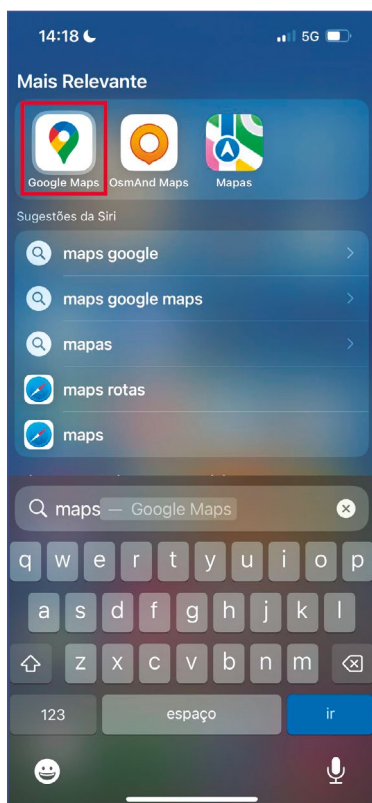 14:18 5G
Mais Relevante
Google Maps OsmAnd Maps Mapas
Sugestões da Siri
maps google
maps google maps
mapas
maps rotas
maps
maps — Google Maps
q w e r t y u i o p
a s d f g h j k l
z x c v b n m
123 espaço ir